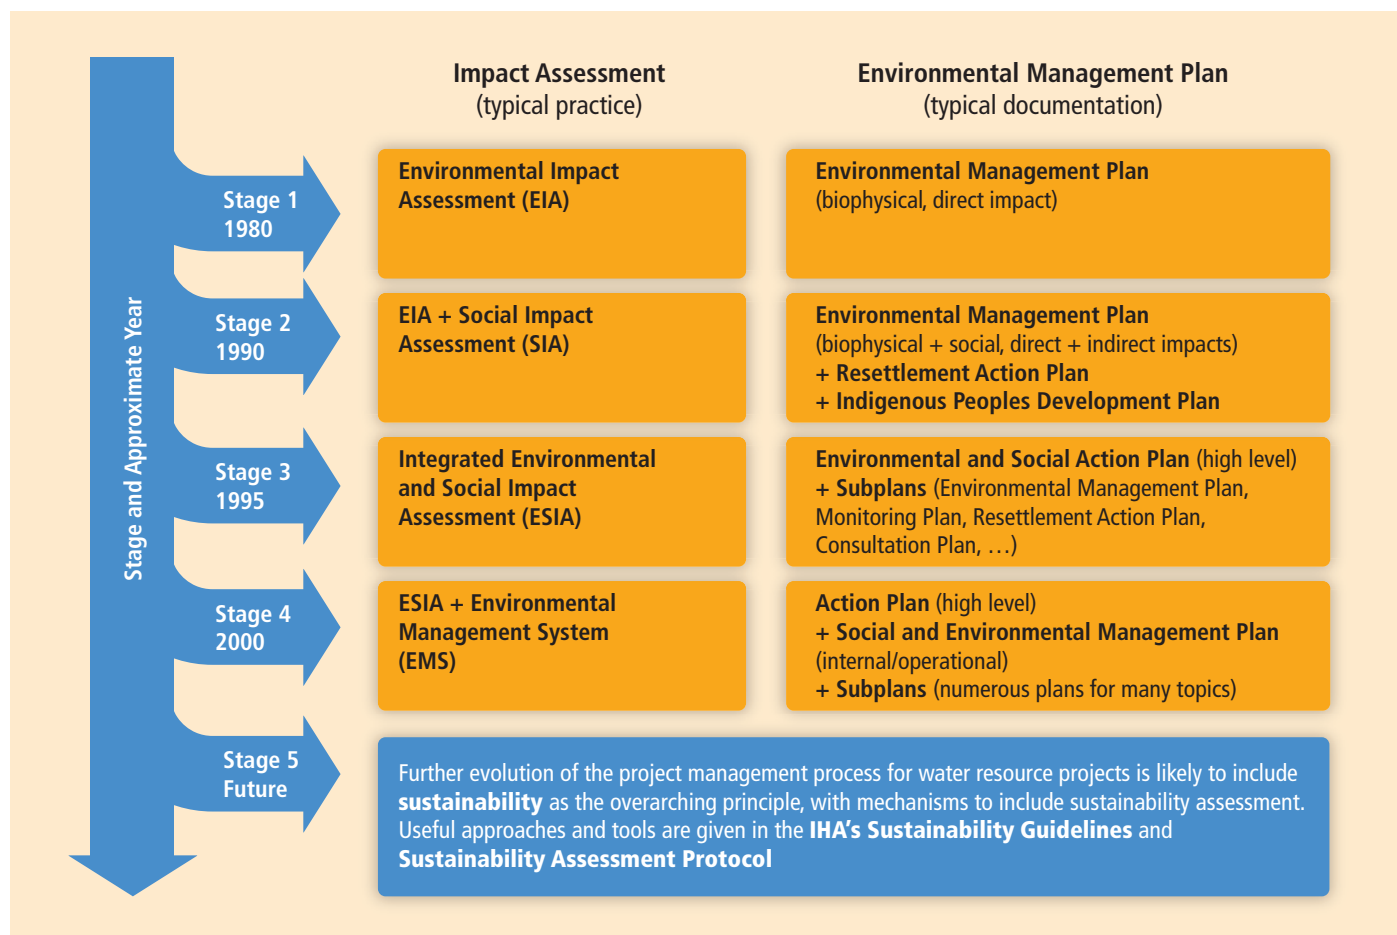 Impact Assessment
(typical practice)
Environmental Management Plan
(typical documentation)
Stage and Approximate Year
Stage 1
1980
Environmental Impact
Assessment (EIA)
Environmental Management Plan
(biophysical, direct impact)
Stage 2
1990
EIA + Social Impact
Assessment (SIA)
Environmental Management Plan
(biophysical + social, direct + indirect impacts)
+ Resettlement Action Plan
+ Indigenous Peoples Development Plan
Stage 3
1995
Integrated Environmental
and Social Impact
Assessment (ESIA)
Environmental and Social Action Plan (high level)
+ Subplans (Environmental Management Plan,
Monitoring Plan, Resettlement Action Plan,
Consultation Plan, …)
Stage 4
2000
ESIA + Environmental
Management System
(EMS)
Action Plan (high level)
+ Social and Environmental Management Plan
(internal/operational)
+ Subplans (numerous plans for many topics)
Stage 5
Future
Further evolution of the project management process for water resource projects is likely to include
sustainability as the overarching principle, with mechanisms to include sustainability assessment.
Useful approaches and tools are given in the IHA’s Sustainability Guidelines and
Sustainability Assessment Protocol